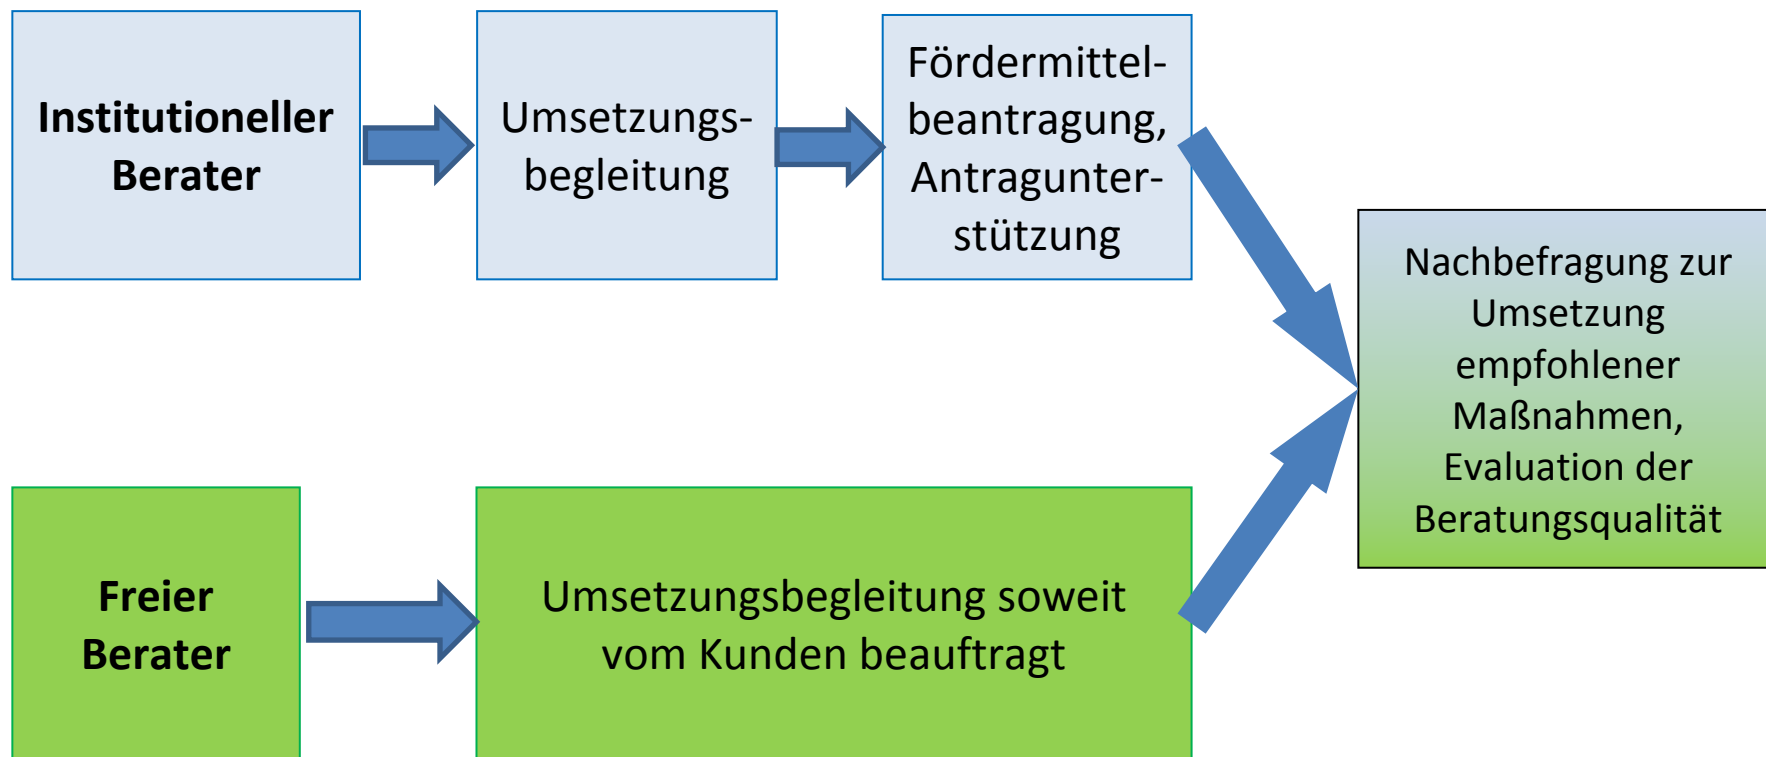 Institutioneller
Berater
Umsetzungs-
begleitung
Fördermittel-
beantragung,
Antragunter-
stützung
Nachbefragung zur
Umsetzung
empfohlener
Maßnahmen,
Evaluation der
Beratungsqualität
Freier
Berater
Umsetzungsbegleitung soweit
vom Kunden beauftragt